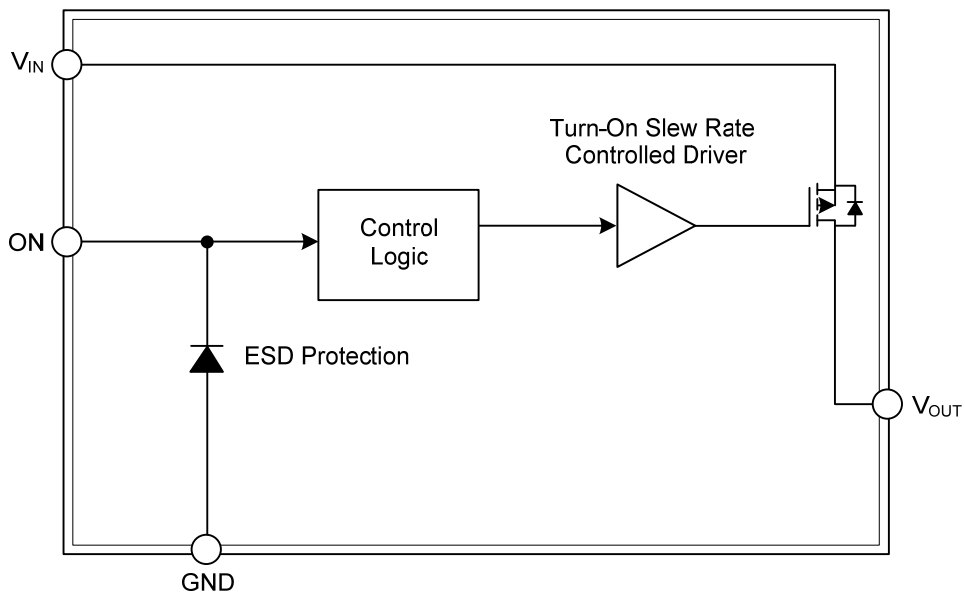 V_IN
Turn-On Slew Rate
Controlled Driver
ON
Control
Logic
ESD Protection
V_OUT
GND